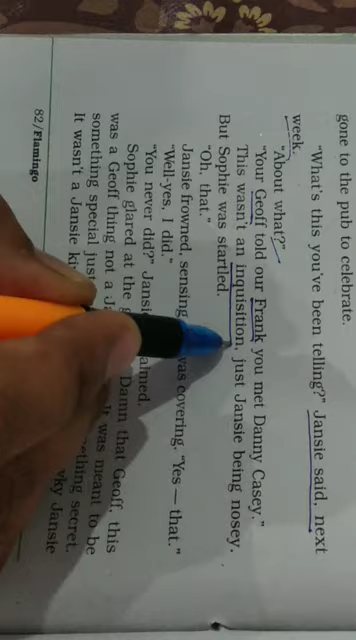 gone to the pub to celebrate.
"What's this you've been telling?" Jansie said, next
week.
"About what?"
"Your Geoff told our Frank you met Danny Casey."
This wasn't an inquisition, just Jansie being nosey.
But Sophie was startled.
"Oh, that."
Jansie frowned, sensing was covering. "Yes — that."
"Well-yes, I did."
"You never did?"
Sophie glared at the Damn that Geoff, this
was a Geoff thing not a It was meant to be
something special just something secret.
It wasn't a Jansie Jansie
82/Flamingo